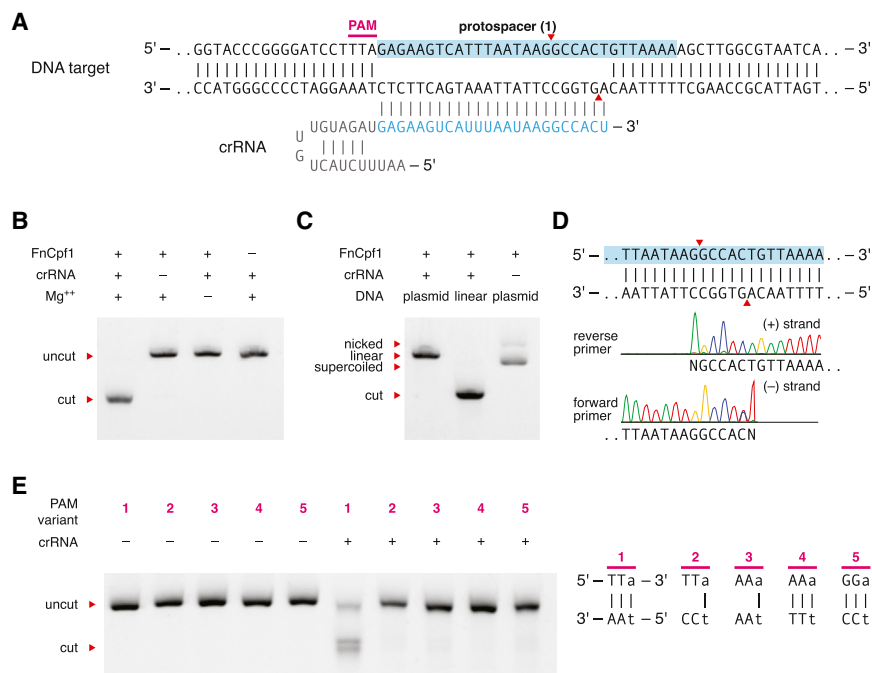 A
PAM
protospacer (1)
5' – ..GGTACCCGGGGATCCTTTAGAGAAGTCATTTAATAAGGCCACTGTTAAAAAGCTTGGCGTAATCA.. – 3'
DNA target
3' – ..CCATGGGCCCCTAGGAAATCTCTTCAGTAAATTATTCCGGTGACAATTTTTCGAACCGCATTAGT.. – 5'
UGUAGAUGAGAAGUCAUUUAAUAAGGCCACU – 3'
U
G
crRNA
UCAUCUUUAA – 5'
B
FnCpf1 + + + –
crRNA + – + +
Mg++ + + – +
uncut
cut
C
FnCpf1 + + +
crRNA + + –
DNA plasmid linear plasmid
nicked
linear
supercoiled
cut
D
5' – ..TTAATAAGGCCACTGTTAAAA.. – 3'
3' – ..AATTATTCCGGTGACAATTTT.. – 5'
reverse primer
(+) strand
NGCCACTGTTAAAA..
forward primer
(–) strand
..TTAATAAGGCCACN
E
PAM variant 1 2 3 4 5 1 2 3 4 5
crRNA – – – – – + + + + +
uncut
cut
1 2 3 4 5
5' – TTa – 3' TTa AAa AAa GGa
3' – AAt – 5' CCt AAt TTt CCt